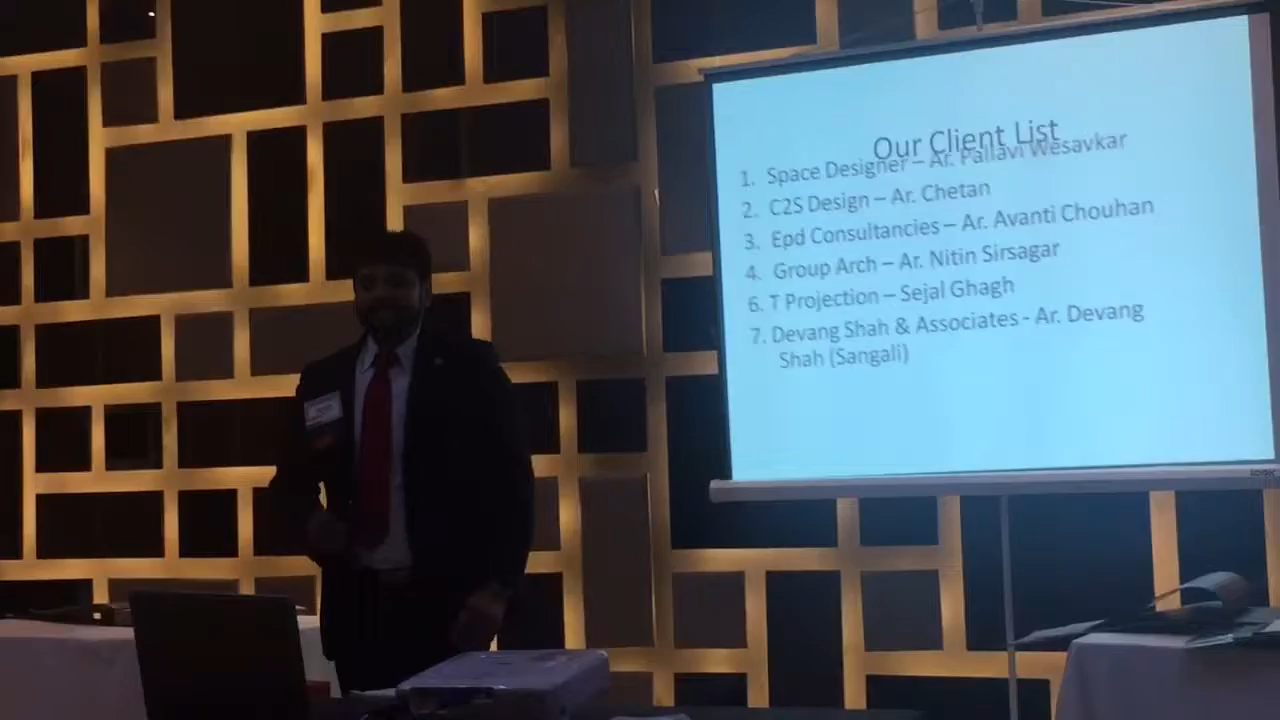 Our Client List
1. Space Designer – Ar. Pallavi Wesavkar
2. C2S Design – Ar. Chetan
3. Epd Consultancies – Ar. Avanti Chouhan
4. Group Arch – Ar. Nitin Sirsagar
6. T Projection – Sejal Ghagh
7. Devang Shah & Associates - Ar. Devang
Shah (Sangali)